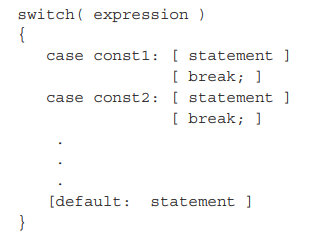 switch( expression )
{
case const1: [ statement ]
[ break; ]
case const2: [ statement ]
[ break; ]
.
.
.
[default: statement ]
}